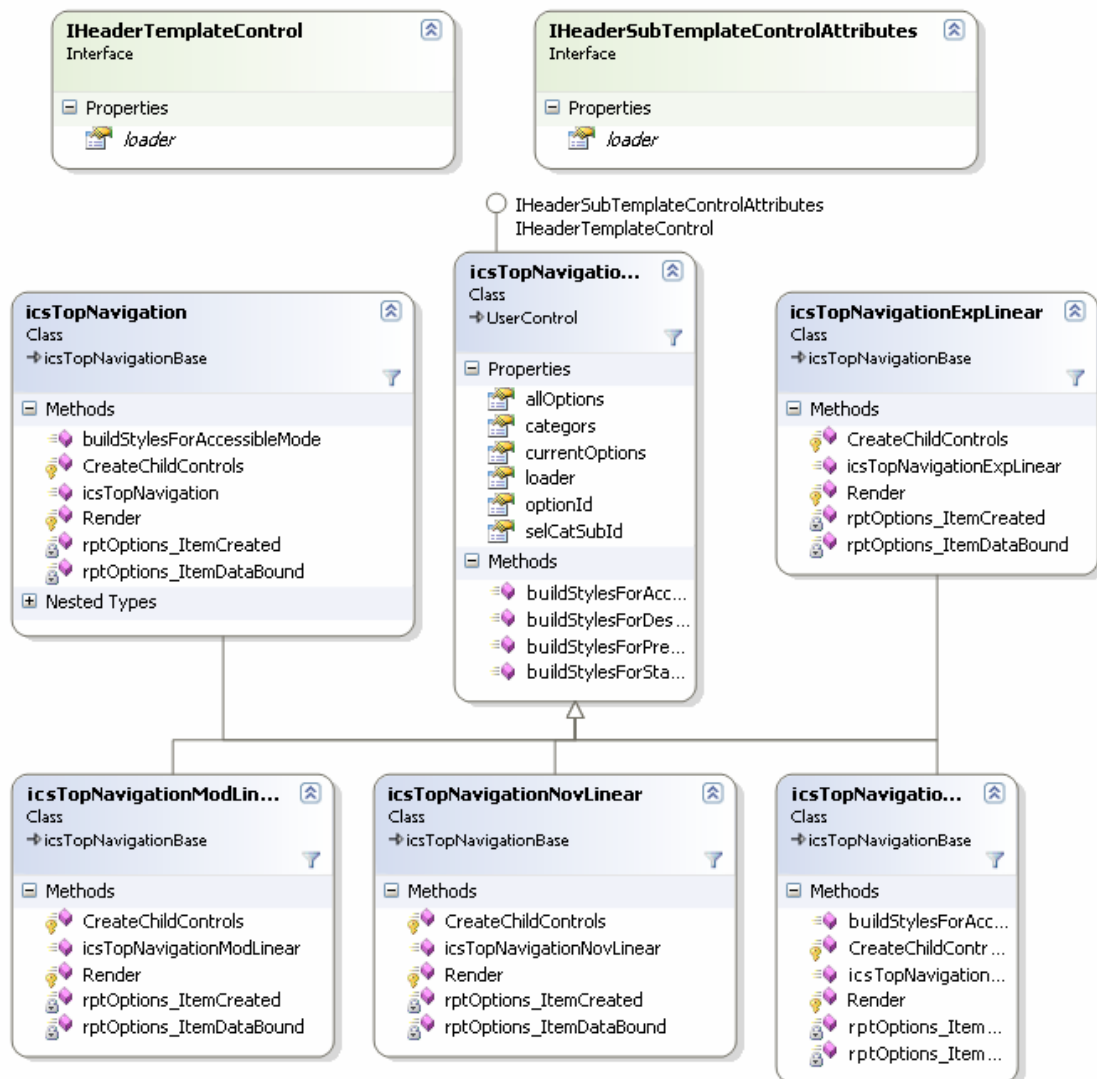 IHeaderTemplateControl
Interface
Properties
loader
IHeaderSubTemplateControlAttributes
Interface
Properties
loader
IHeaderSubTemplateControlAttributes
IHeaderTemplateControl
icsTopNavigation
Class
icsTopNavigationBase
Methods
buildStylesForAccessibleMode
CreateChildControls
icsTopNavigation
Render
rptOptions_ItemCreated
rptOptions_ItemDataBound
Nested Types
icsTopNavigatio...
Class
UserControl
Properties
allOptions
categors
currentOptions
loader
optionId
selCatSubId
Methods
buildStylesForAcc...
buildStylesForDes...
buildStylesForPre...
buildStylesForSta...
icsTopNavigationExpLinear
Class
icsTopNavigationBase
Methods
CreateChildControls
icsTopNavigationExpLinear
Render
rptOptions_ItemCreated
rptOptions_ItemDataBound
icsTopNavigationModLin...
Class
icsTopNavigationBase
Methods
CreateChildControls
icsTopNavigationModLinear
Render
rptOptions_ItemCreated
rptOptions_ItemDataBound
icsTopNavigationNovLinear
Class
icsTopNavigationBase
Methods
CreateChildControls
icsTopNavigationNovLinear
Render
rptOptions_ItemCreated
rptOptions_ItemDataBound
icsTopNavigatio...
Class
icsTopNavigationBase
Methods
buildStylesForAcc...
CreateChildContr...
icsTopNavigation...
Render
rptOptions_Item...
rptOptions_Item...